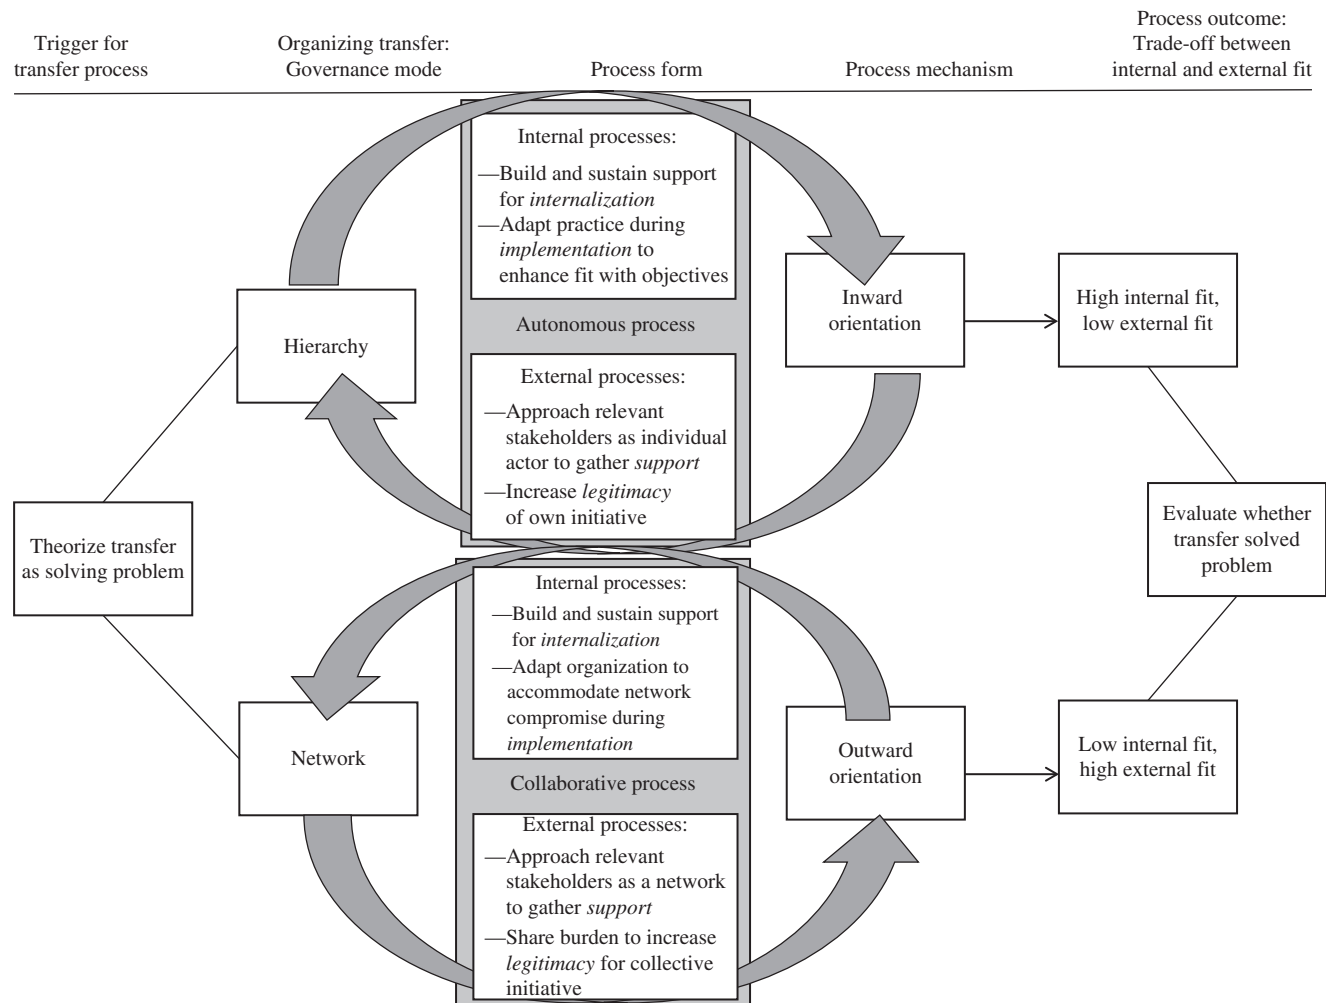 Trigger for
transfer process
Organizing transfer:
Governance mode
Process form
Process mechanism
Process outcome:
Trade-off between
internal and external fit
Internal processes:
—Build and sustain support
for internalization
—Adapt practice during
implementation to
enhance fit with objectives
Autonomous process
External processes:
—Approach relevant
stakeholders as individual
actor to gather support
—Increase legitimacy
of own initiative
Hierarchy
Inward
orientation
High internal fit,
low external fit
Theorize transfer
as solving problem
Evaluate whether
transfer solved
problem
Internal processes:
—Build and sustain support
for internalization
—Adapt organization to
accommodate network
compromise during
implementation
Collaborative process
External processes:
—Approach relevant
stakeholders as a network
to gather support
—Share burden to increase
legitimacy for collective
initiative
Network
Outward
orientation
Low internal fit,
high external fit